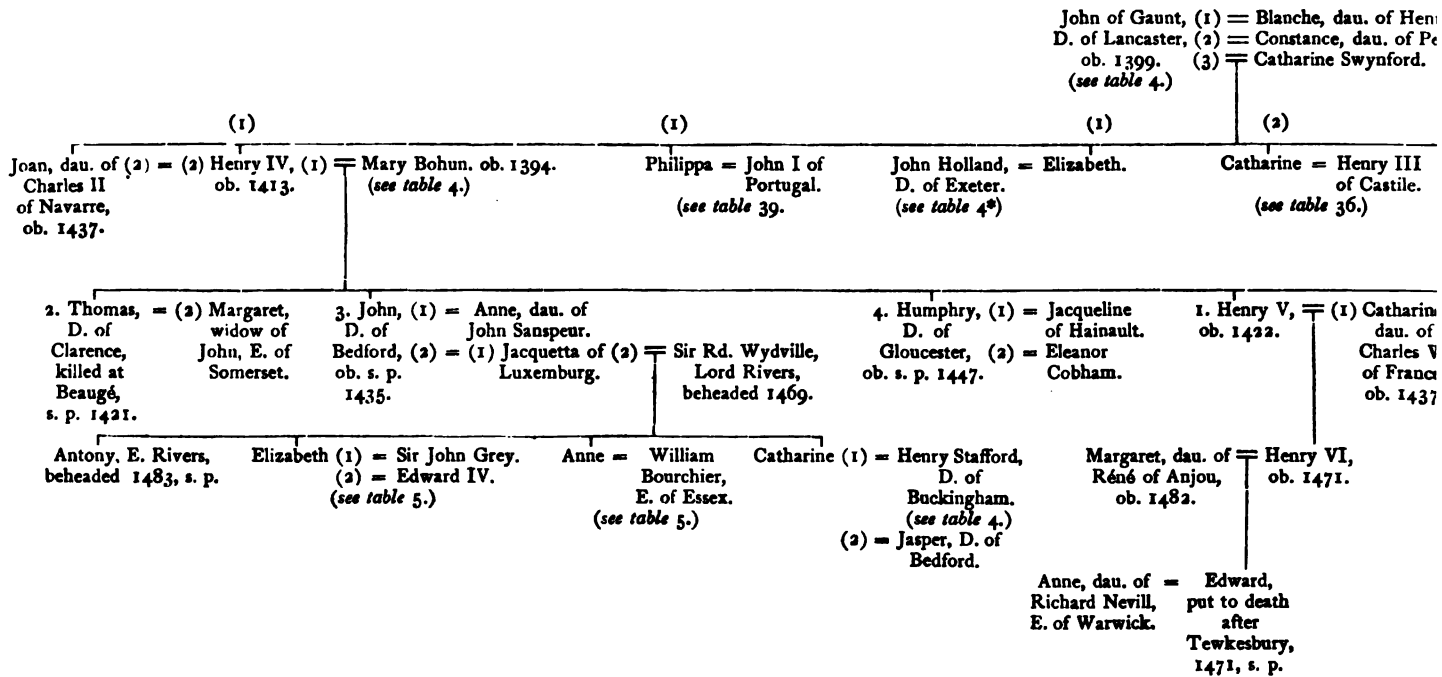 John of Gaunt, (1) = Blanche, dau. of
D. of Lancaster, (2) = Constance, dau. of
ob. 1399. (3) = Catharine Swynford.
(see table 4.)
(1) (1) (1) (2)
Joan, dau. of (2) = (2) Henry IV, (1) = Mary Bohun. ob. 1394.
Charles II ob. 1413. (see table 4.)
of Navarre,
ob. 1437.
Philippa = John I of
Portugal.
(see table 39.
John Holland, = Elizabeth.
D. of Exeter.
(see table 4*)
Catharine = Henry III
of Castile.
(see table 36.)
2. Thomas, = (2) Margaret,
D. of widow of
Clarence, John, E. of
killed at Somerset.
Beaugé,
s. p. 1421.
3. John, (1) = Anne, dau. of
D. of John Sanspeur.
Bedford, (2) = (1) Jacquetta of (2) = Sir Rd. Wydville,
ob. s. p. Luxemburg. Lord Rivers,
1435. beheaded 1469.
4. Humphry, (1) = Jacqueline
D. of of Hainault.
Gloucester, (2) = Eleanor
ob. s. p. 1447. Cobham.
1. Henry V, = (1)
ob. 1422. dau. of
Charles
of
ob. 1437
Antony, E. Rivers,
beheaded 1483, s. p.
Elizabeth (1) = Sir John Grey.
(2) = Edward IV.
(see table 5.)
Anne = William
Bourchier,
E. of Essex.
(see table 5.)
Catharine (1) = Henry Stafford,
D. of
Buckingham.
(see table 4.)
(2) = Jasper, D. of
Bedford.
Margaret, dau. of = Henry VI,
Réné of Anjou, ob. 1471.
ob. 1482.
Anne, dau. of = Edward,
Richard Nevill, put to death
E. of Warwick. after
Tewkesbury,
1471, s. p.